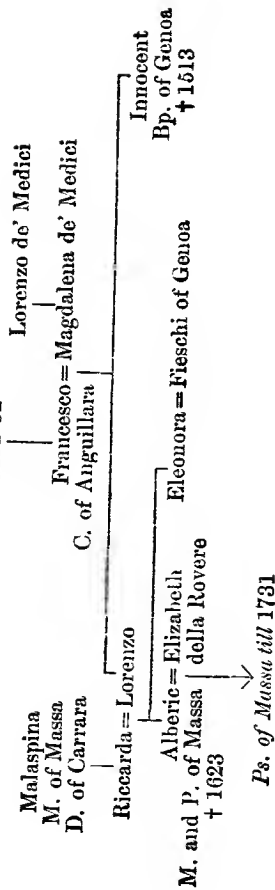 Lorenzo de' Medici
Malaspina
M. of Massa
D. of Carrara
Francesco=Magdalena de' Medici
C. of Anguillara
Riccarda=Lorenzo
Innocent
Bp. of Genoa
† 1513
Alberic=Elizabeth
M. and P. of Massa della Rovere
† 1623
Eleonora=Fieschi of Genoa
Ps. of Massa till 1731